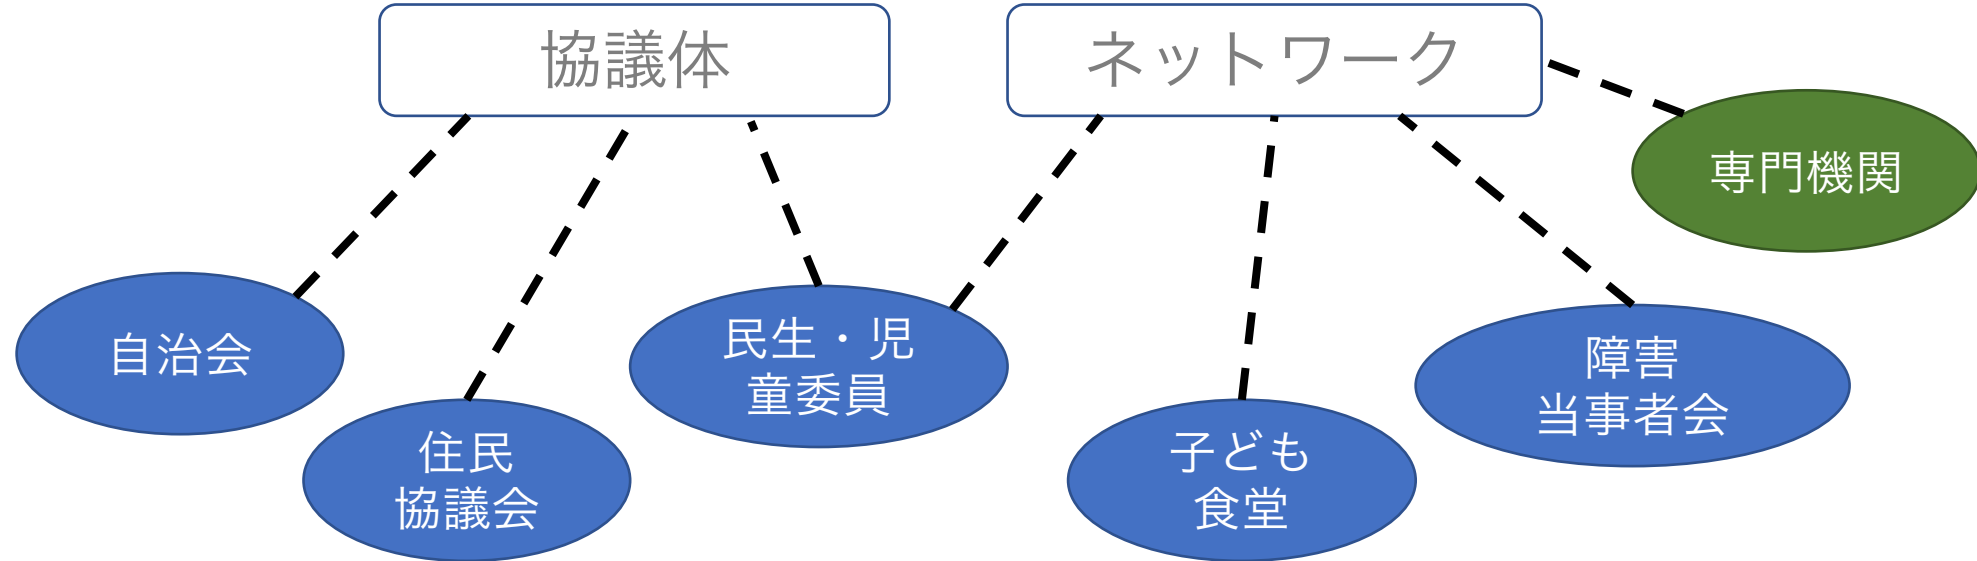 協議体
ネットワーク
専門機関
自治会
民生・児
童委員
障害
当事者会
住民
協議会
子ども
食堂